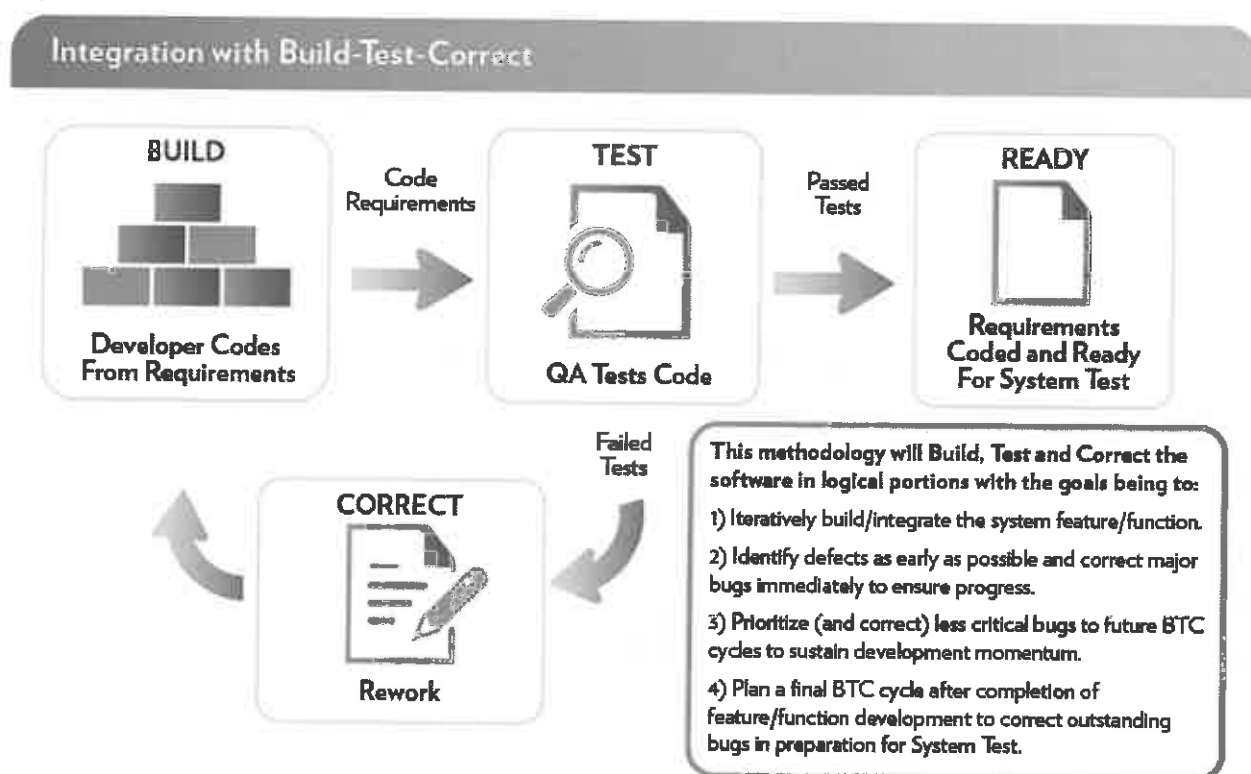 Integration with Build-Test-Correct
BUILD
Developer Codes
From Requirements
Code
Requirements
TEST
QA Tests Code
Passed
Tests
READY
Requirements
Coded and Ready
For System Test
Failed
Tests
CORRECT
Rework
This methodology will Build, Test and Correct the
software in logical portions with the goals being to:
1) Iteratively build/integrate the system feature/function.
2) Identify defects as early as possible and correct major
bugs immediately to ensure progress.
3) Prioritize (and correct) less critical bugs to future BTC
cycles to sustain development momentum.
4) Plan a final BTC cycle after completion of
feature/function development to correct outstanding
bugs in preparation for System Test.